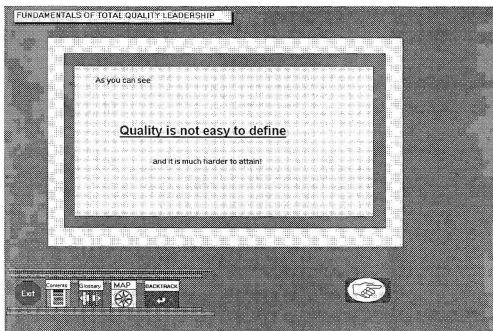 FUNDAMENTALS OF TOTAL QUALITY LEADERSHIP
As you can see
Quality is not easy to define
and it is much harder to attain!
Exit
Contents
Glossary
MAP
BACKTRACK